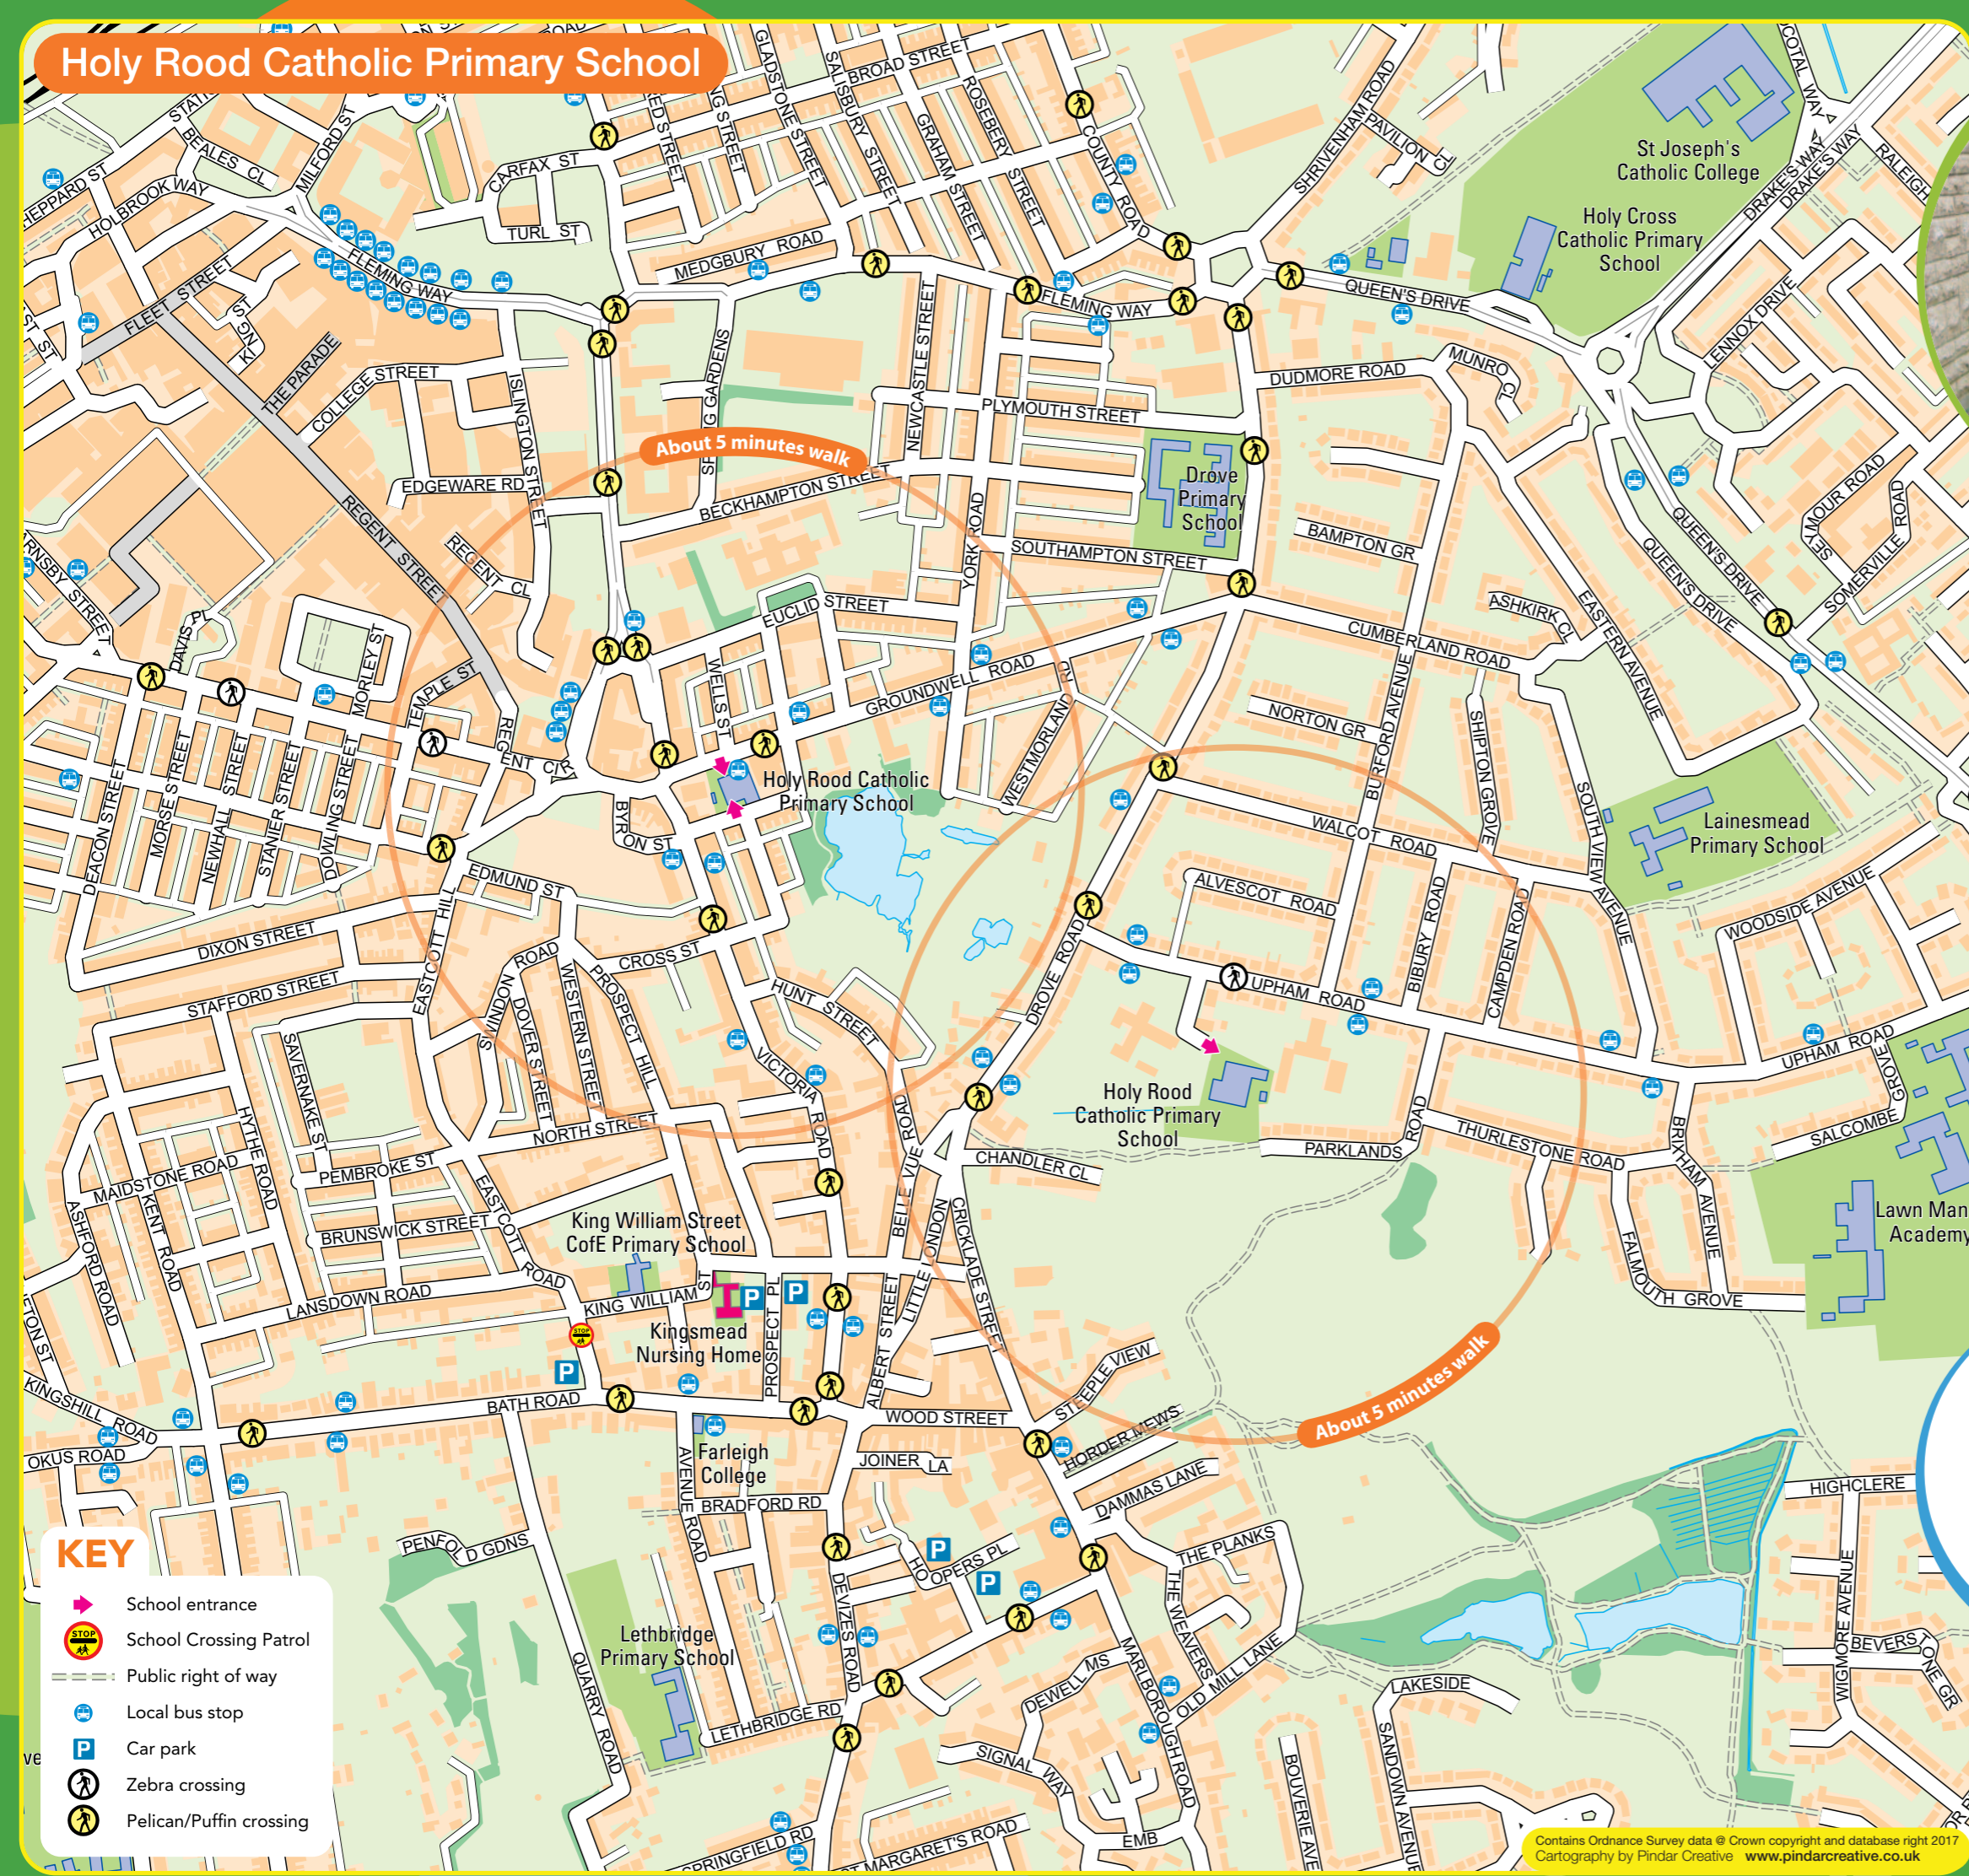 Holy Rood Catholic Primary School
BROAD STREET
GLADSTONE STREET
SALISBURY STREET
GRAHAM STREET
ROSEBERY STREET
COUNTY ROAD
SHRIVENHAM ROAD
PAVILION CL
St Joseph's
Catholic College
Holy Cross
Catholic Primary
School
DRAKE'S WAY
DRAKE'S WAY
RALEIGH
BEALES CL
MILFORD ST
CARFAX ST
TURL ST
HOLBROOK WAY
FLEMING WAY
FLEET STREET
KING ST
THE PARADE
COLLEGE STREET
ISLINGTON STREET
EDGEWARE RD
MEDGBURY ROAD
FLEMING WAY
QUEEN'S DRIVE
LENNOX DRIVE
DUDMORE ROAD
MUNRO CL
NEWCASTLE STREET
PLYMOUTH STREET
About 5 minutes walk
BECKHAMPTON STREET
Drove
Primary
School
SOUTHAMPTON STREET
YORK ROAD
BAMPTON GR
SEYMOUR ROAD
SOMERVILLE ROAD
QUEEN'S DRIVE
QUEEN'S DRIVE
EASTERN AVENUE
ASHKIRK CL
CUMBERLAND ROAD
REGENT STREET
REGENT CL
EUCLID STREET
WELLS ST
GROUNDWELL ROAD
WESTMORLAND RD
NORTON GR
BURFORD AVENUE
SHIPTON GROVE
SOUTH VIEW AVENUE
DAVIS PL
MORLEY ST
TEMPLE ST
REGENT CIR
DEACON STREET
MORSE STREET
NEWHALL STREET
STANIER STREET
DOWLING STREET
BYRON ST
Holy Rood Catholic
Primary School
WALCOT ROAD
Lainesmead
Primary School
ALVESCOT ROAD
BIBURY ROAD
CAMPDEN ROAD
WOODSIDE AVENUE
EDMUND ST
EASTCOTT HILL
DIXON STREET
STAFFORD STREET
SWINDON ROAD
DOVER STREET
WESTERN STREET
PROSPECT HILL
CROSS ST
HUNT STREET
DROVE ROAD
UPHAM ROAD
UPHAM ROAD
SALCOMBE GROVE
SAVERNAKE ST
HYTHE ROAD
VICTORIA ROAD
NORTH STREET
BELLE VUE ROAD
Holy Rood
Catholic Primary
School
CHANDLER CL
PARKLANDS ROAD
THURLESTONE ROAD
BRIXHAM AVENUE
FALMOUTH GROVE
MAIDSTONE ROAD
PEMBROKE ST
KENT ROAD
ASHFORD ROAD
BRUNSWICK STREET
EASTCOTT ROAD
LANSDOWN ROAD
King William Street
CofE Primary School
KING WILLIAM ST
Kingsmead
Nursing Home
PROSPECT PL
ALBERT STREET
LITTLE LONDON
CRICKLADE STREET
STEEPLE VIEW
About 5 minutes walk
KINGSHILL ROAD
OKUS ROAD
BATH ROAD
WOOD STREET
HORDER MEWS
Farleigh
College
AVENUE ROAD
JOINER LA
BRADFORD RD
DAMMAS LANE
THE PLANKS
THE WEAVERS
HOOPERS PL
DEVIZES ROAD
PENFOLD GDNS
QUARRY ROAD
Lethbridge
Primary School
LETHBRIDGE RD
DEWELL MS
MARLBOROUGH ROAD
OLD MILL LANE
SIGNAL WAY
LAKESIDE
SANDOWN AVENUE
BOUVERIE AVE
HIGHCLERE
WIGMORE AVENUE
BEVERSTONE GR
EMB
SPRINGFIELD RD
MARGARET'S ROAD
KEY
School entrance
STOP School Crossing Patrol
Public right of way
Local bus stop
P Car park
Zebra crossing
Pelican/Puffin crossing
Contains Ordnance Survey data @ Crown copyright and database right 2017
Cartography by Pindar Creative www.pindarcreative.co.uk